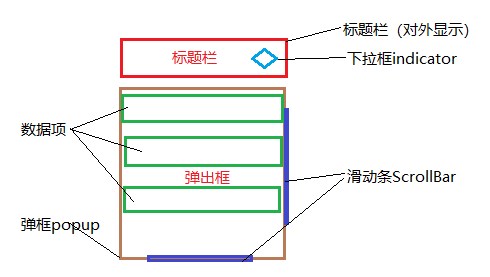 标题栏（对外显示）
标题栏
下拉框indicator
数据项
弹出框
滑动条ScrollBar
弹框popup